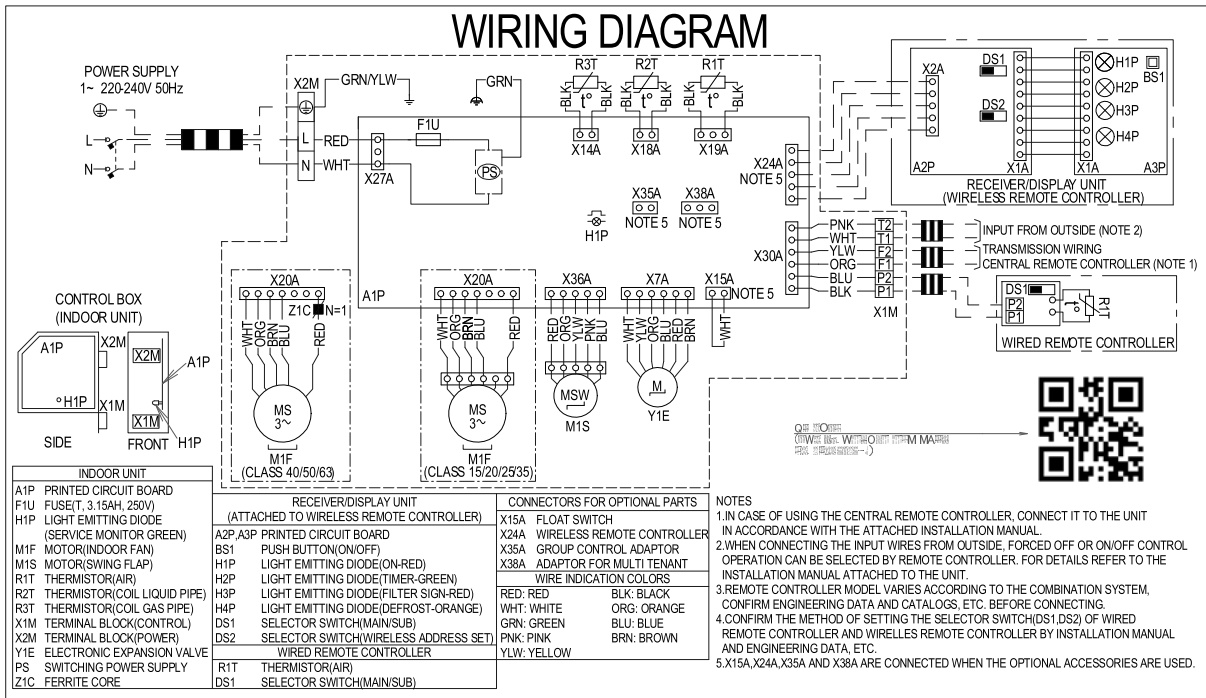 WIRING DIAGRAM
POWER SUPPLY
1~ 220-240V 50Hz
L
N
X2M
L
N
GRN/YLW
GRN
RED
WHT
X27A
F1U
PS
R3T
R2T
R1T
BLK
t°
BLK
BLK
t°
BLK
BLK
t°
BLK
X14A
X18A
X19A
X24A
NOTE 5
X35A
NOTE 5
X38A
NOTE 5
H1P
X30A
PNK
T2
WHT
T1
YLW
F2
ORG
F1
BLU
P2
BLK
P1
X1M
INPUT FROM OUTSIDE (NOTE 2)
TRANSMISSION WIRING
CENTRAL REMOTE CONTROLLER (NOTE 1)
X2A
DS1
DS2
A2P
X1A
X1A
A3P
H1P
H2P
H3P
H4P
BS1
RECEIVER/DISPLAY UNIT
(WIRELESS REMOTE CONTROLLER)
DS1
P2
P1
t°
R1T
WIRED REMOTE CONTROLLER
A1P
X20A
Z1C
N=1
WHT
ORG
BRN
BLU
RED
MS
3~
M1F
(CLASS 40/50/63)
X20A
WHT
ORG
BRN
BLU
RED
MS
3~
M1F
(CLASS 15/20/25/35)
X36A
RED
ORG
YLW
PNK
BLU
MSW
M1S
X7A
WHT
YLW
ORG
BLU
RED
BRN
M
Y1E
X15A
NOTE 5
WHT
CONTROL BOX
(INDOOR UNIT)
A1P
H1P
X2M
X1M
X2M
X1M
A1P
H1P
SIDE
FRONT
INDOOR UNIT
A1P PRINTED CIRCUIT BOARD
F1U FUSE(T, 3.15AH, 250V)
H1P LIGHT EMITTING DIODE
(SERVICE MONITOR GREEN)
M1F MOTOR(INDOOR FAN)
M1S MOTOR(SWING FLAP)
R1T THERMISTOR(AIR)
R2T THERMISTOR(COIL LIQUID PIPE)
R3T THERMISTOR(COIL GAS PIPE)
X1M TERMINAL BLOCK(CONTROL)
X2M TERMINAL BLOCK(POWER)
Y1E ELECTRONIC EXPANSION VALVE
PS SWITCHING POWER SUPPLY
Z1C FERRITE CORE
RECEIVER/DISPLAY UNIT
(ATTACHED TO WIRELESS REMOTE CONTROLLER)
A2P,A3P PRINTED CIRCUIT BOARD
BS1 PUSH BUTTON(ON/OFF)
H1P LIGHT EMITTING DIODE(ON-RED)
H2P LIGHT EMITTING DIODE(TIMER-GREEN)
H3P LIGHT EMITTING DIODE(FILTER SIGN-RED)
H4P LIGHT EMITTING DIODE(DEFROST-ORANGE)
DS1 SELECTOR SWITCH(MAIN/SUB)
DS2 SELECTOR SWITCH(WIRELESS ADDRESS SET)
WIRED REMOTE CONTROLLER
R1T THERMISTOR(AIR)
DS1 SELECTOR SWITCH(MAIN/SUB)
CONNECTORS FOR OPTIONAL PARTS
X15A FLOAT SWITCH
X24A WIRELESS REMOTE CONTROLLER
X35A GROUP CONTROL ADAPTOR
X38A ADAPTOR FOR MULTI TENANT
WIRE INDICATION COLORS
RED: RED BLK: BLACK
WHT: WHITE ORG: ORANGE
GRN: GREEN BLU: BLUE
PNK: PINK BRN: BROWN
YLW: YELLOW
NOTES
1.IN CASE OF USING THE CENTRAL REMOTE CONTROLLER, CONNECT IT TO THE UNIT
IN ACCORDANCE WITH THE ATTACHED INSTALLATION MANUAL.
2.WHEN CONNECTING THE INPUT WIRES FROM OUTSIDE, FORCED OFF OR ON/OFF CONTROL
OPERATION CAN BE SELECTED BY REMOTE CONTROLLER. FOR DETAILS REFER TO THE
INSTALLATION MANUAL ATTACHED TO THE UNIT.
3.REMOTE CONTROLLER MODEL VARIES ACCORDING TO THE COMBINATION SYSTEM,
CONFIRM ENGINEERING DATA AND CATALOGS, ETC. BEFORE CONNECTING.
4.CONFIRM THE METHOD OF SETTING THE SELECTOR SWITCH(DS1,DS2) OF WIRED
REMOTE CONTROLLER AND WIRELLES REMOTE CONTROLLER BY INSTALLATION MANUAL
AND ENGINEERING DATA, ETC.
5.X15A,X24A,X35A AND X38A ARE CONNECTED WHEN THE OPTIONAL ACCESSORIES ARE USED.